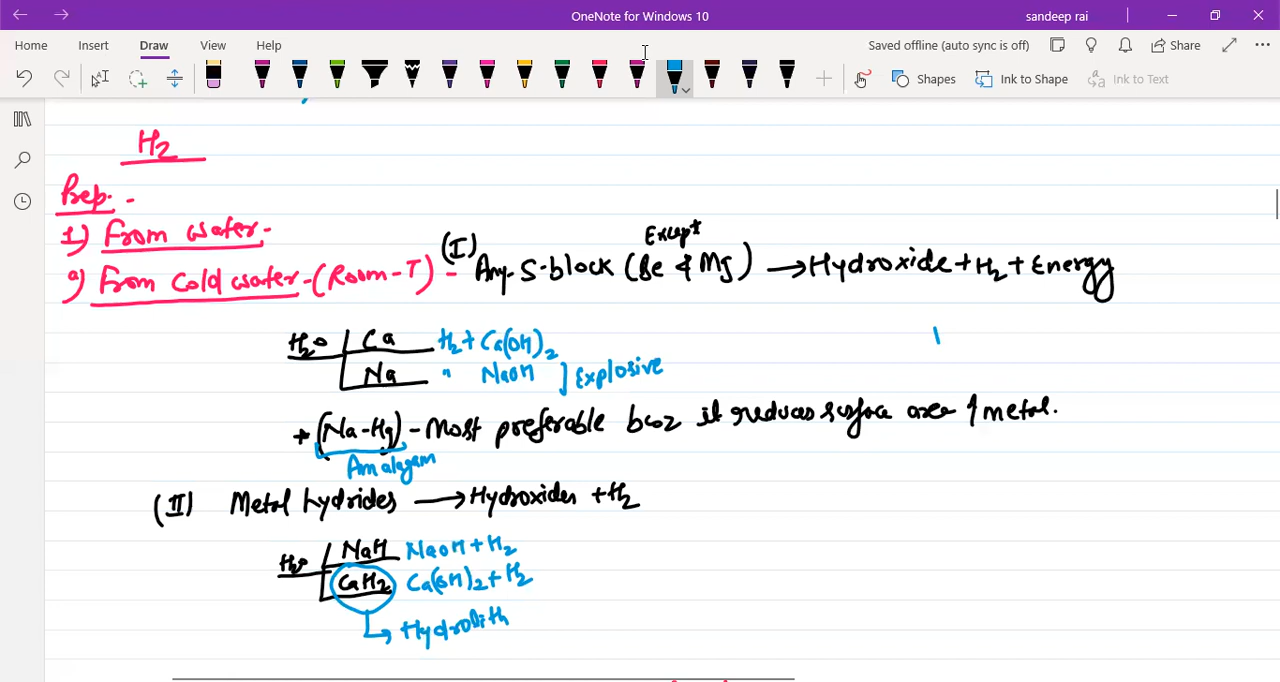 OneNote for Windows 10
sandeep rai
Home Insert Draw View Help
Saved offline (auto sync is off) Share
Shapes Ink to Shape Ink to Text
H2
Prep. -
1) From water.
a) From Cold water-(Room-T) -
(I) Any-S-block (Be & Mg) → Hydroxide + H2 + Energy
Except
H2O Ca H2 + Ca(OH)2
Na " NaOH ] Explosive
+ (Na-Hg) - Most preferable bcoz it reduces surface area of metal.
Amalagam
(II) Metal hydrides → Hydroxides + H2
H2O NaH NaOH + H2
CaH2 Ca(OH)2 + H2
Hydrolith